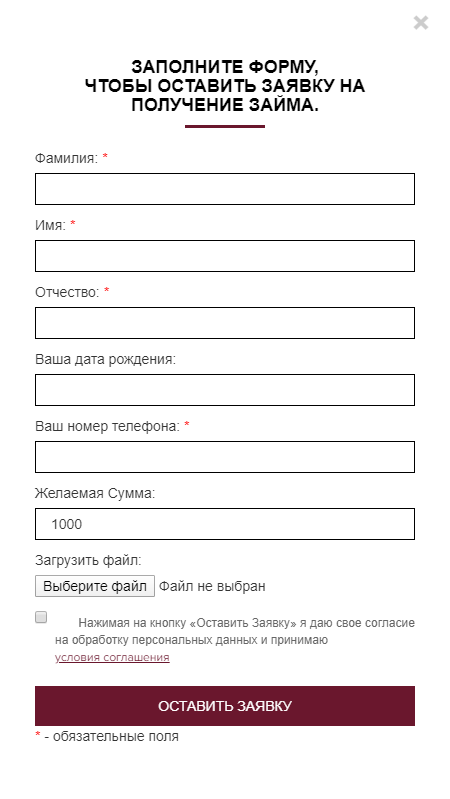 ЗАПОЛНИТЕ ФОРМУ,
ЧТОБЫ ОСТАВИТЬ ЗАЯВКУ НА
ПОЛУЧЕНИЕ ЗАЙМА.
Фамилия: *
Имя: *
Отчество: *
Ваша дата рождения:
Ваш номер телефона: *
Желаемая Сумма:
1000
Загрузить файл:
Выберите файл Файл не выбран
Нажимая на кнопку «Оставить Заявку» я даю свое согласие
на обработку персональных данных и принимаю
условия соглашения
ОСТАВИТЬ ЗАЯВКУ
* - обязательные поля